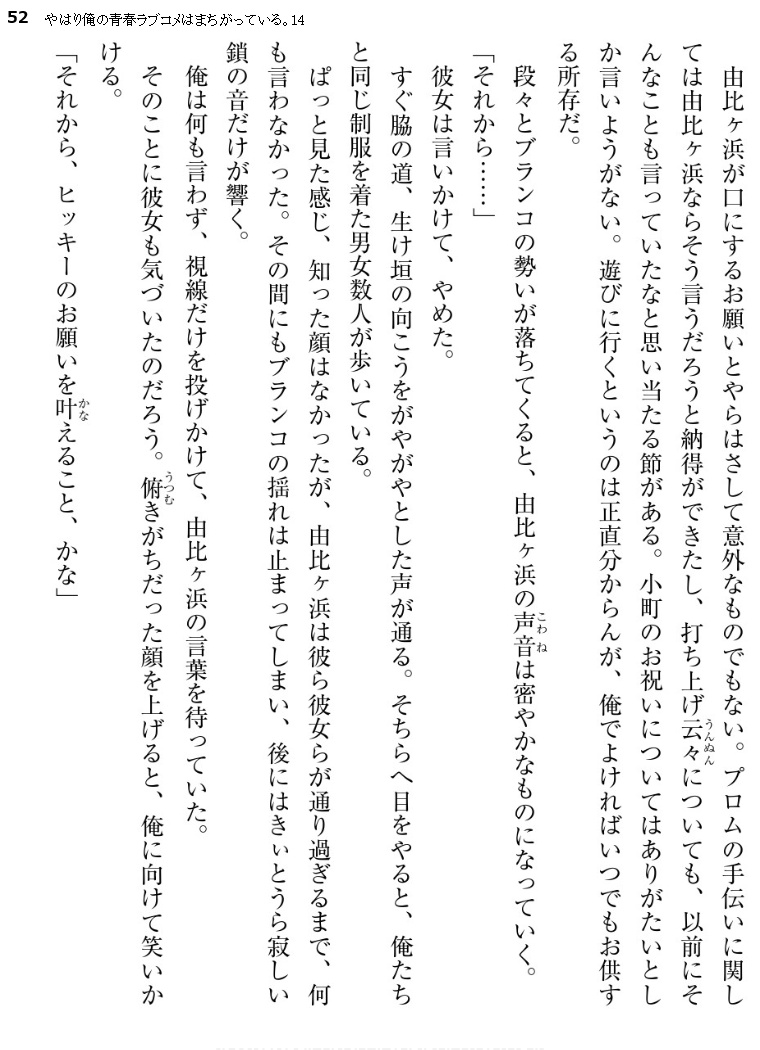 52 やはり俺の青春ラブコメはまちがっている。14
由比ヶ浜が口にするお願いとやらはさして意外なものでもない。プロムの手伝いに関し
ては由比ヶ浜ならそう言うだろうと納得ができたし、打ち上げ云々についても、以前にそ
んなことも言っていたなと思い当たる節がある。小町のお祝いについてはありがたいとし
か言いようがない。遊びに行くというのは正直分からんが、俺でよければいつでもお供す
る所存だ。
段々とブランコの勢いが落ちてくると、由比ヶ浜の声音は密やかなものになっていく。
「それから……」
彼女は言いかけて、やめた。
すぐ脇の道、生け垣の向こうをがやがやとした声が通る。そちらへ目をやると、俺たち
と同じ制服を着た男女数人が歩いている。
ぱっと見た感じ、知った顔はなかったが、由比ヶ浜は彼ら彼女らが通り過ぎるまで、何
も言わなかった。その間にもブランコの揺れは止まってしまい、後にはきぃとうら寂しい
鎖の音だけが響く。
俺は何も言わず、視線だけを投げかけて、由比ヶ浜の言葉を待っていた。
そのことに彼女も気づいたのだろう。俯きがちだった顔を上げると、俺に向けて笑いか
ける。
「それから、ヒッキーのお願いを叶えること、かな」
うんぬん
こわね
うつむ
かな